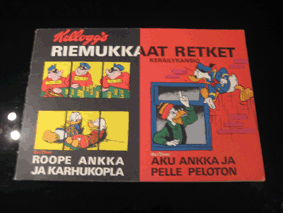 Kellogg's
RIEMUKKAAT RETKET
KERÄILYKANSIO
ROOPE ANKKA
JA KARHUKOPLA
AKU ANKKA JA
PELLE PELOTON